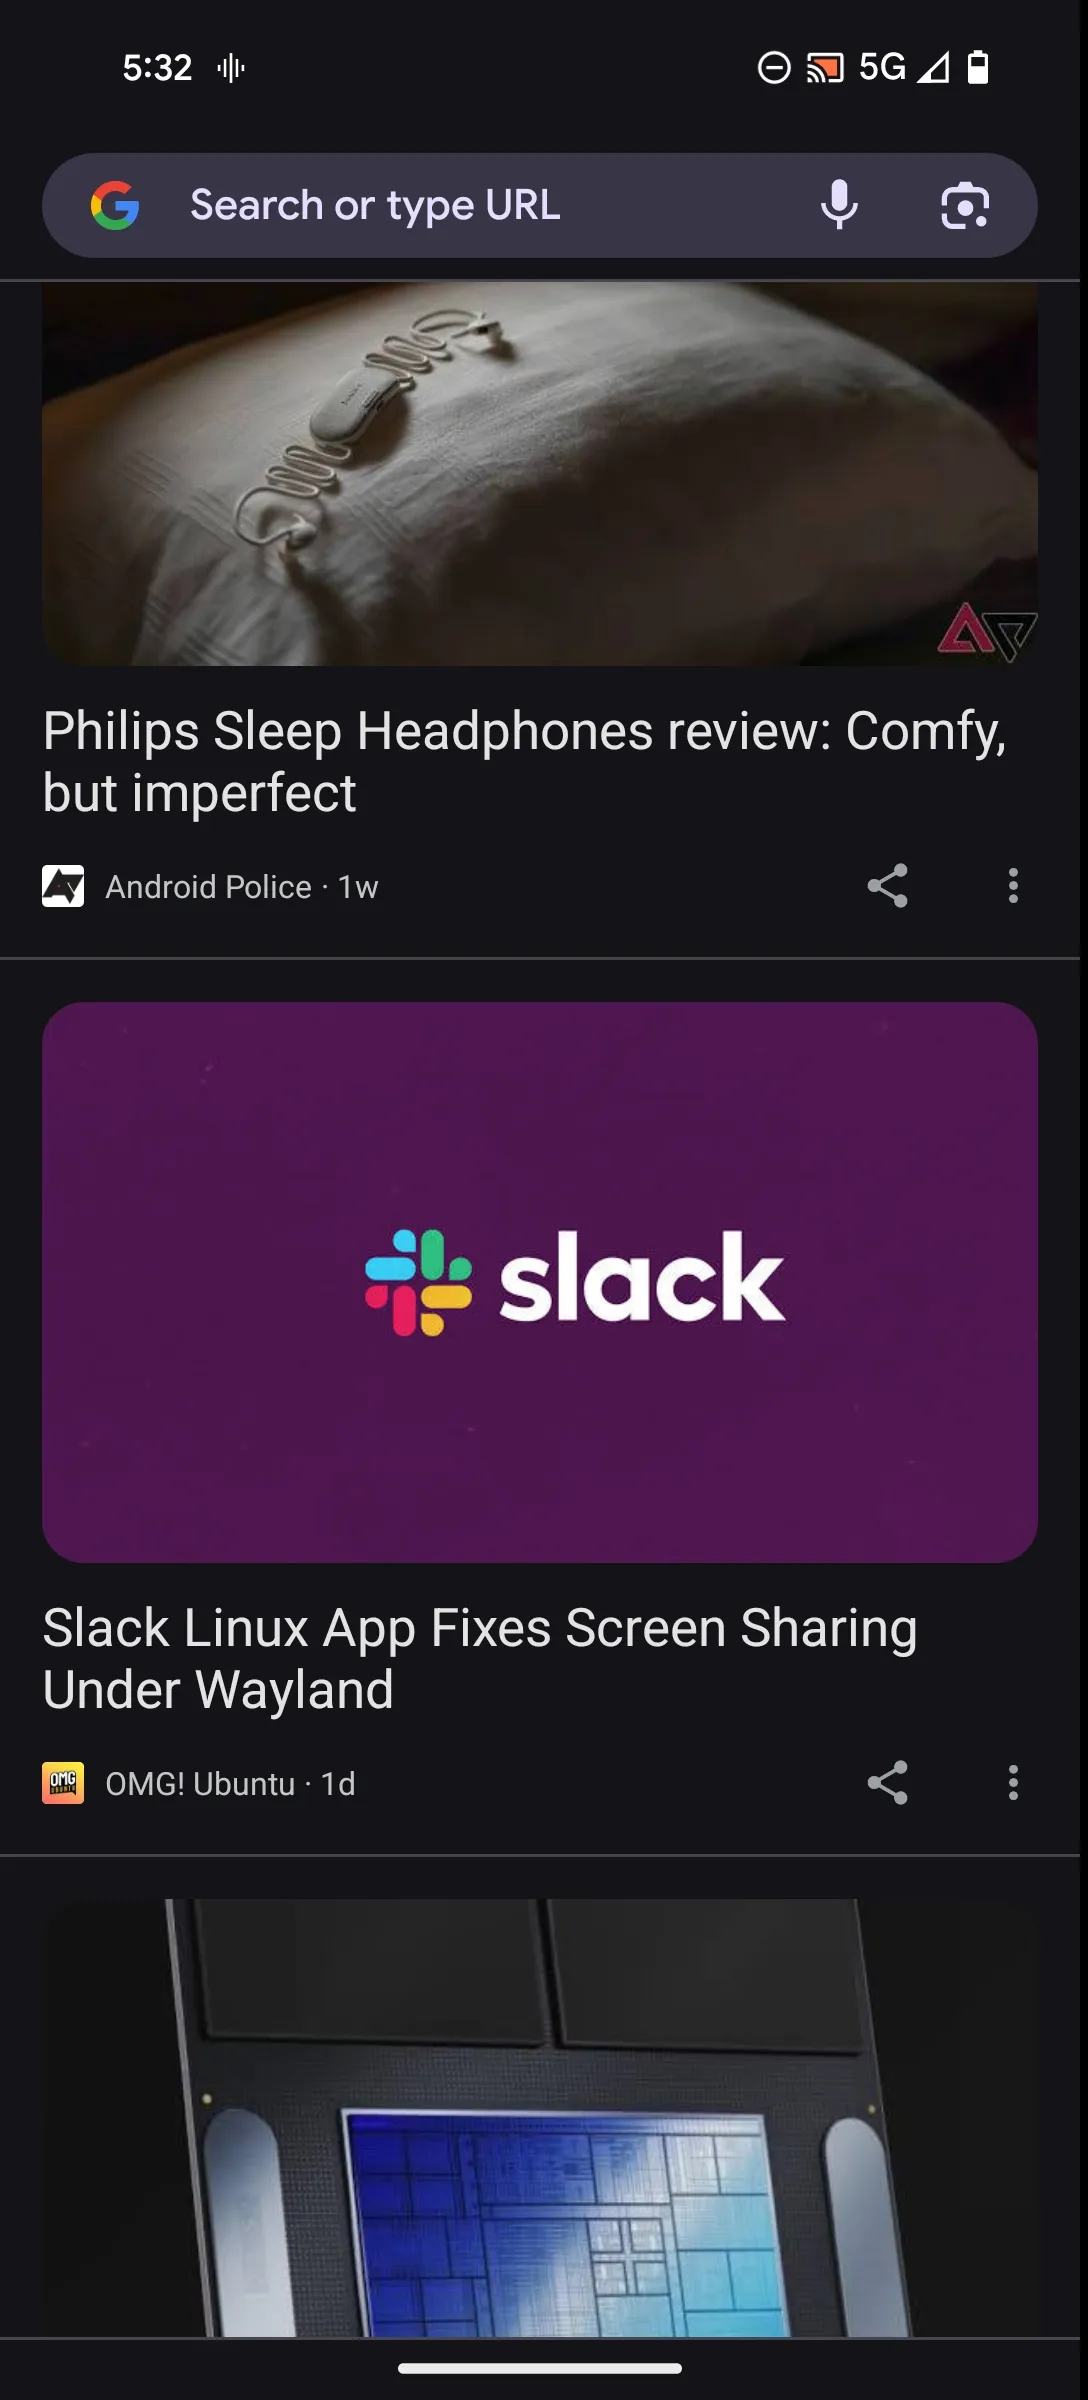 5:32
5G
Search or type URL
Philips Sleep Headphones review: Comfy,
but imperfect
Android Police · 1w
slack
Slack Linux App Fixes Screen Sharing
Under Wayland
OMG! Ubuntu · 1d